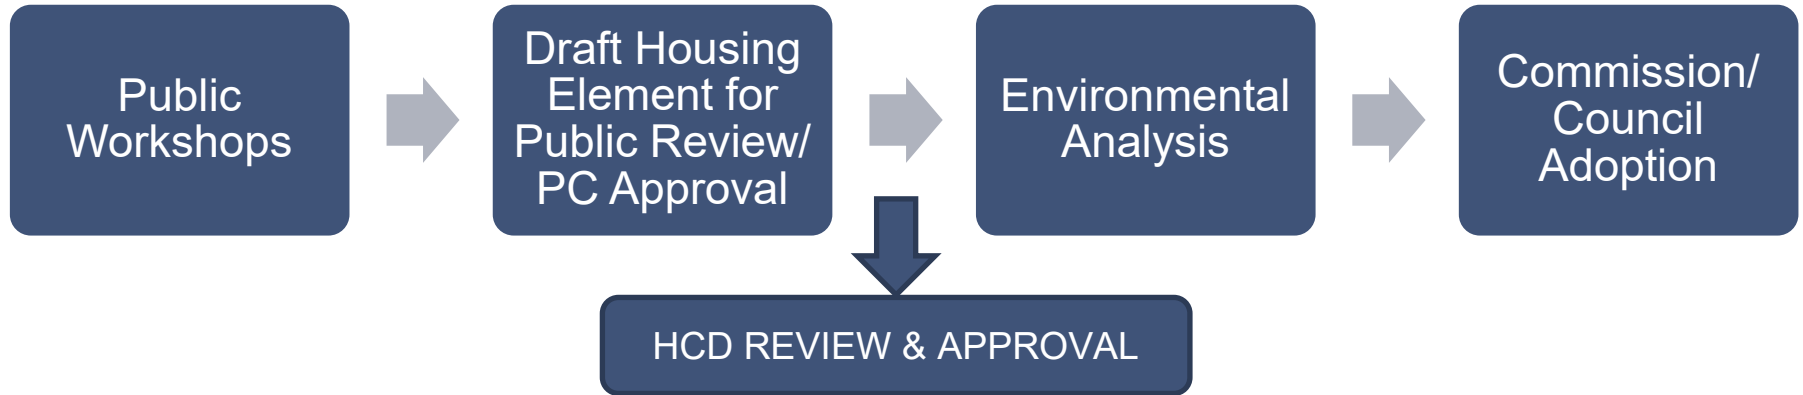 Public
Workshops
Draft Housing
Element for
Public Review/
PC Approval
Environmental
Analysis
Commission/
Council
Adoption
HCD REVIEW & APPROVAL